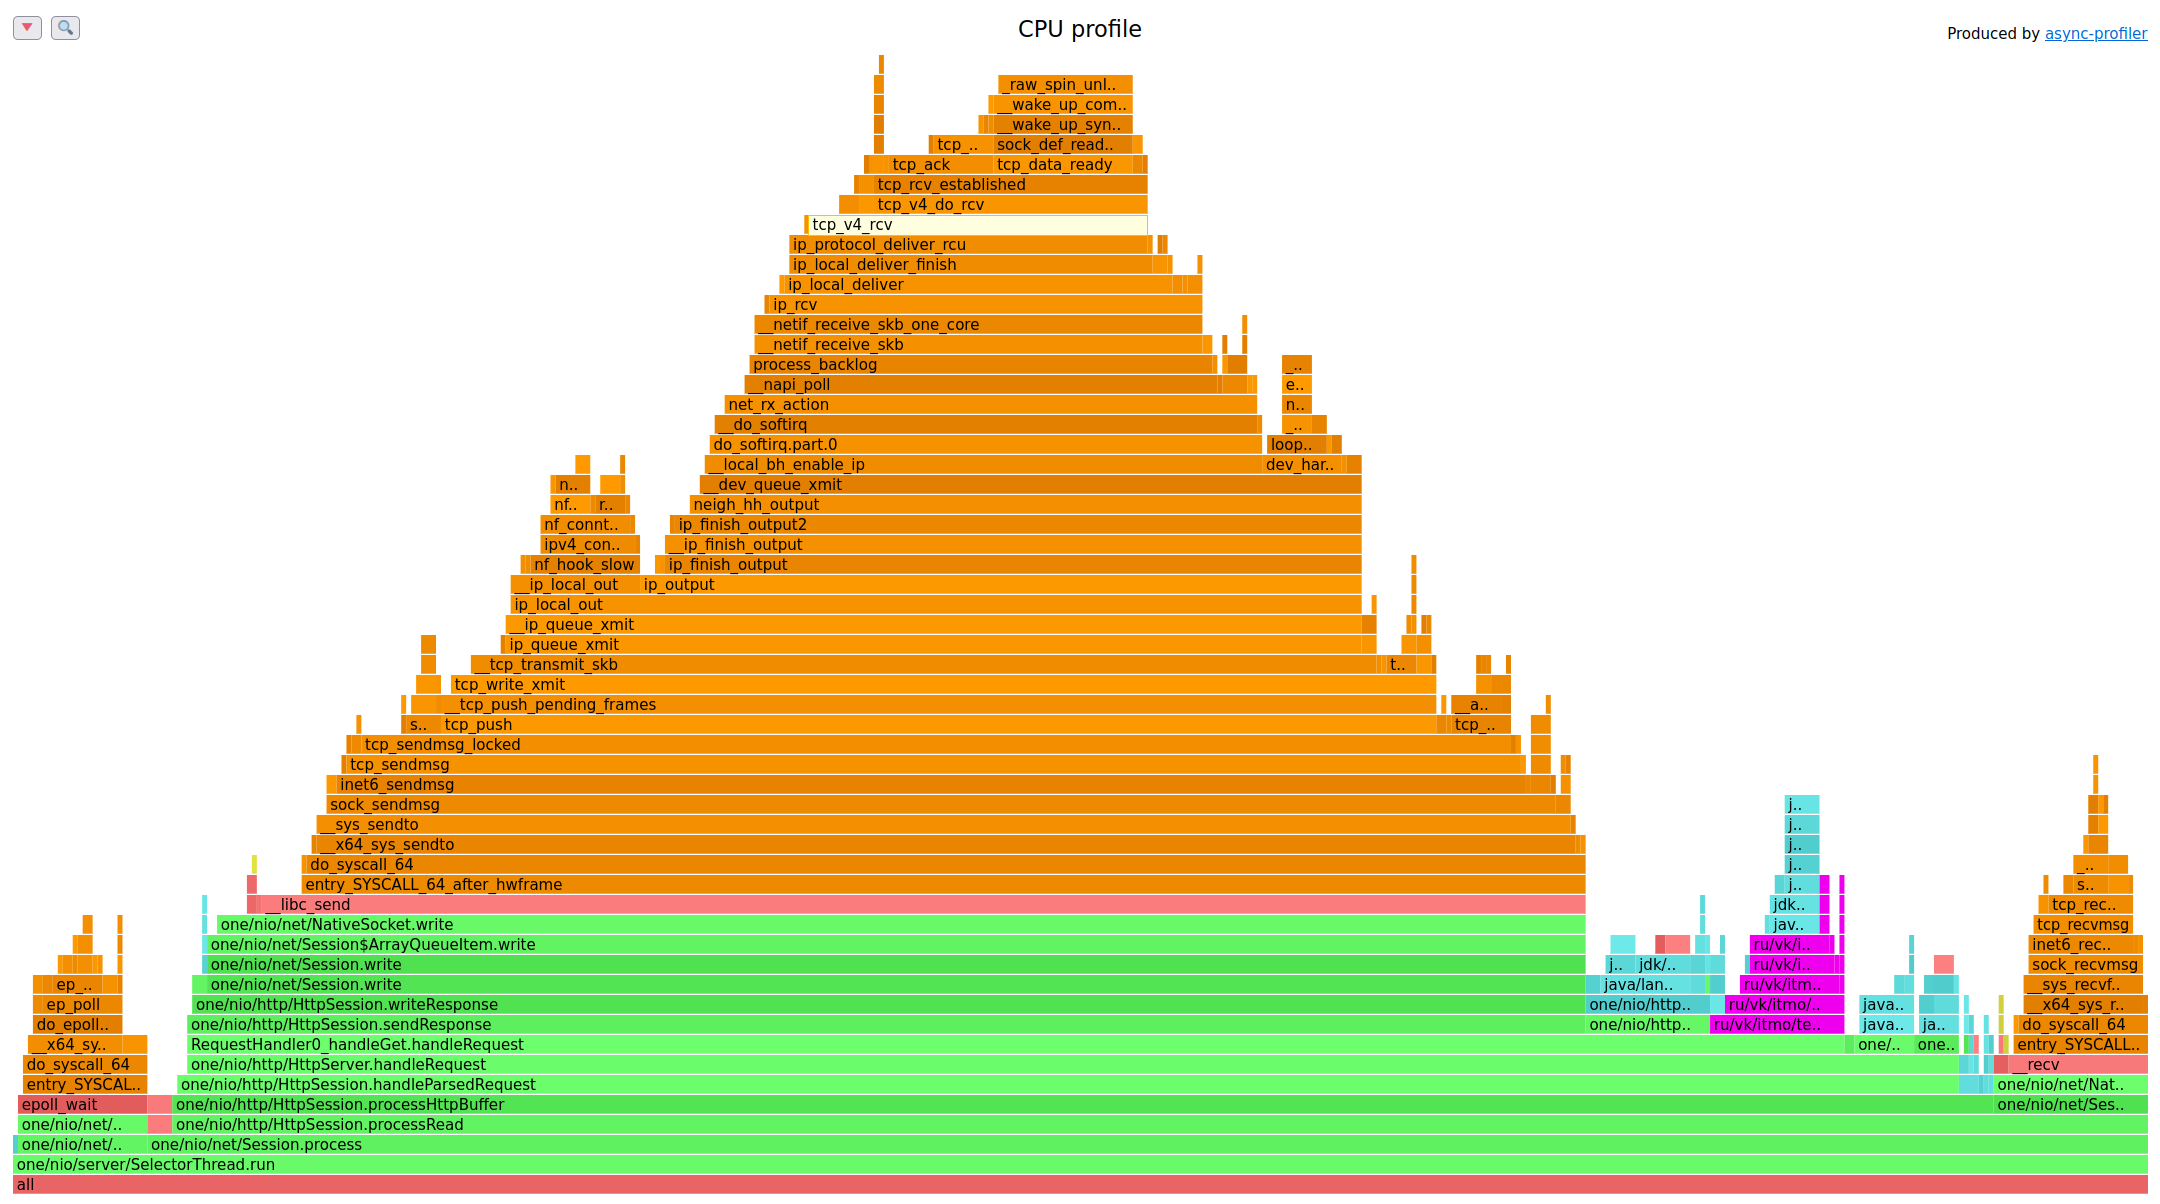 CPU profile
Produced by async-profiler
_raw_spin_unl..
__wake_up_com..
__wake_up_syn..
tcp_.. sock_def_read..
tcp_ack tcp_data_ready
tcp_rcv_established
tcp_v4_do_rcv
tcp_v4_rcv
ip_protocol_deliver_rcu
ip_local_deliver_finish
ip_local_deliver
ip_rcv
__netif_receive_skb_one_core
__netif_receive_skb
process_backlog _..
__napi_poll e..
net_rx_action n..
__do_softirq _..
do_softirq.part.0 loop..
__local_bh_enable_ip dev_har..
n.. __dev_queue_xmit
nf.. r.. neigh_hh_output
nf_connt.. ip_finish_output2
ipv4_con.. __ip_finish_output
nf_hook_slow ip_finish_output
__ip_local_out ip_output
ip_local_out
__ip_queue_xmit
ip_queue_xmit
__tcp_transmit_skb t..
tcp_write_xmit
__tcp_push_pending_frames __a..
s.. tcp_push tcp_..
tcp_sendmsg_locked
tcp_sendmsg
inet6_sendmsg
sock_sendmsg j..
__sys_sendto j..
__x64_sys_sendto j..
do_syscall_64 j.. _..
entry_SYSCALL_64_after_hwframe j.. s..
__libc_send jdk.. tcp_rec..
one/nio/net/NativeSocket.write jav.. tcp_recvmsg
one/nio/net/Session$ArrayQueueItem.write ru/vk/i.. inet6_rec..
one/nio/net/Session.write j.. jdk/.. ru/vk/i.. sock_recvmsg
ep_.. one/nio/net/Session.write java/lan.. ru/vk/itm.. __sys_recvf..
ep_poll one/nio/http/HttpSession.writeResponse one/nio/http.. ru/vk/itmo/.. java.. __x64_sys_r..
do_epoll.. one/nio/http/HttpSession.sendResponse one/nio/http.. ru/vk/itmo/te.. java.. ja.. do_syscall_64
__x64_sy.. RequestHandler0_handleGet.handleRequest one/.. one.. entry_SYSCALL..
do_syscall_64 one/nio/http/HttpServer.handleRequest __recv
entry_SYSCAL.. one/nio/http/HttpSession.handleParsedRequest one/nio/net/Nat..
epoll_wait one/nio/http/HttpSession.processHttpBuffer one/nio/net/Ses..
one/nio/net/.. one/nio/http/HttpSession.processRead
one/nio/net/.. one/nio/net/Session.process
one/nio/server/SelectorThread.run
all